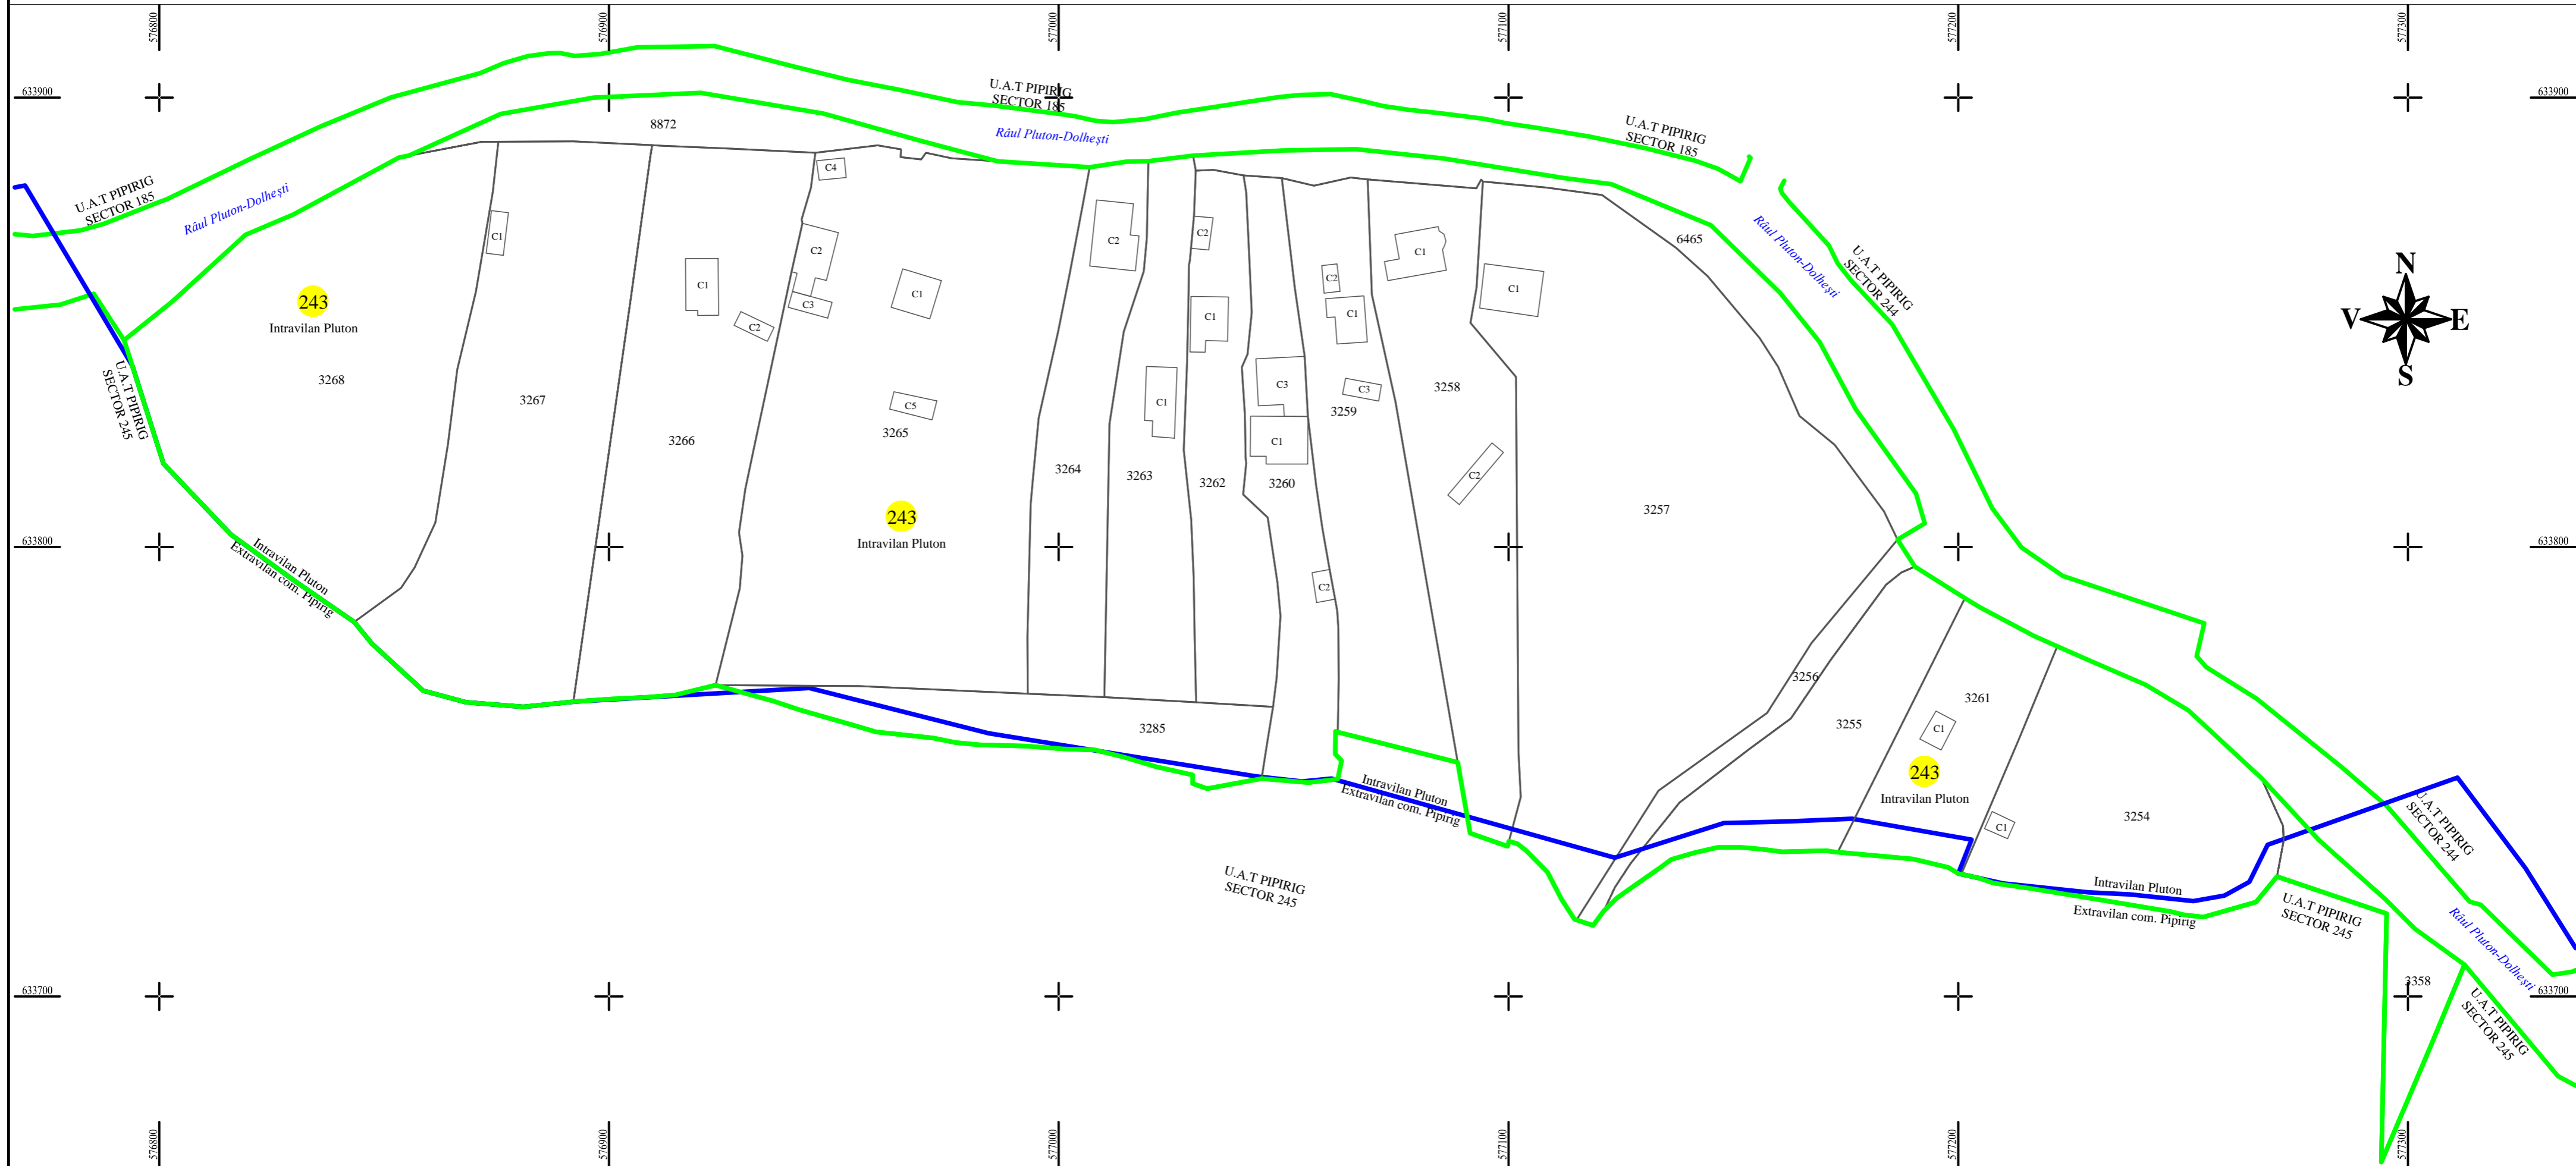 576800
576900
577000
577100
577200
577300
633900
633900
U.A.T PIPIRIG
SECTOR 185
U.A.T PIPIRIG
SECTOR 185
U.A.T PIPIRIG
SECTOR 185
8872
Râul Pluton-Dolhești
Râul Pluton-Dolhești
Râul Pluton-Dolhești
6465
U.A.T PIPIRIG
SECTOR 244
N
V
E
S
243
Intravilan Pluton
3268
U.A.T PIPIRIG
SECTOR 245
C1
3267
C1
C2
3266
C4
C2
C3
C1
C5
3265
243
Intravilan Pluton
C2
3264
C1
3263
C2
C1
3262
C3
C1
3260
C2
C2
C1
C3
3259
C1
3258
C2
C1
3257
633800
633800
Intravilan Pluton
Extravilan com. Pipirig
3285
3256
3255
3261
C1
243
Intravilan Pluton
C1
3254
Intravilan Pluton
Extravilan com. Pipirig
U.A.T PIPIRIG
SECTOR 245
Intravilan Pluton
Extravilan com. Pipirig
U.A.T PIPIRIG
SECTOR 244
U.A.T PIPIRIG
SECTOR 245
Râul Pluton-Dolhești
3358
U.A.T PIPIRIG
SECTOR 245
633700
633700
576800
576900
577000
577100
577200
577300